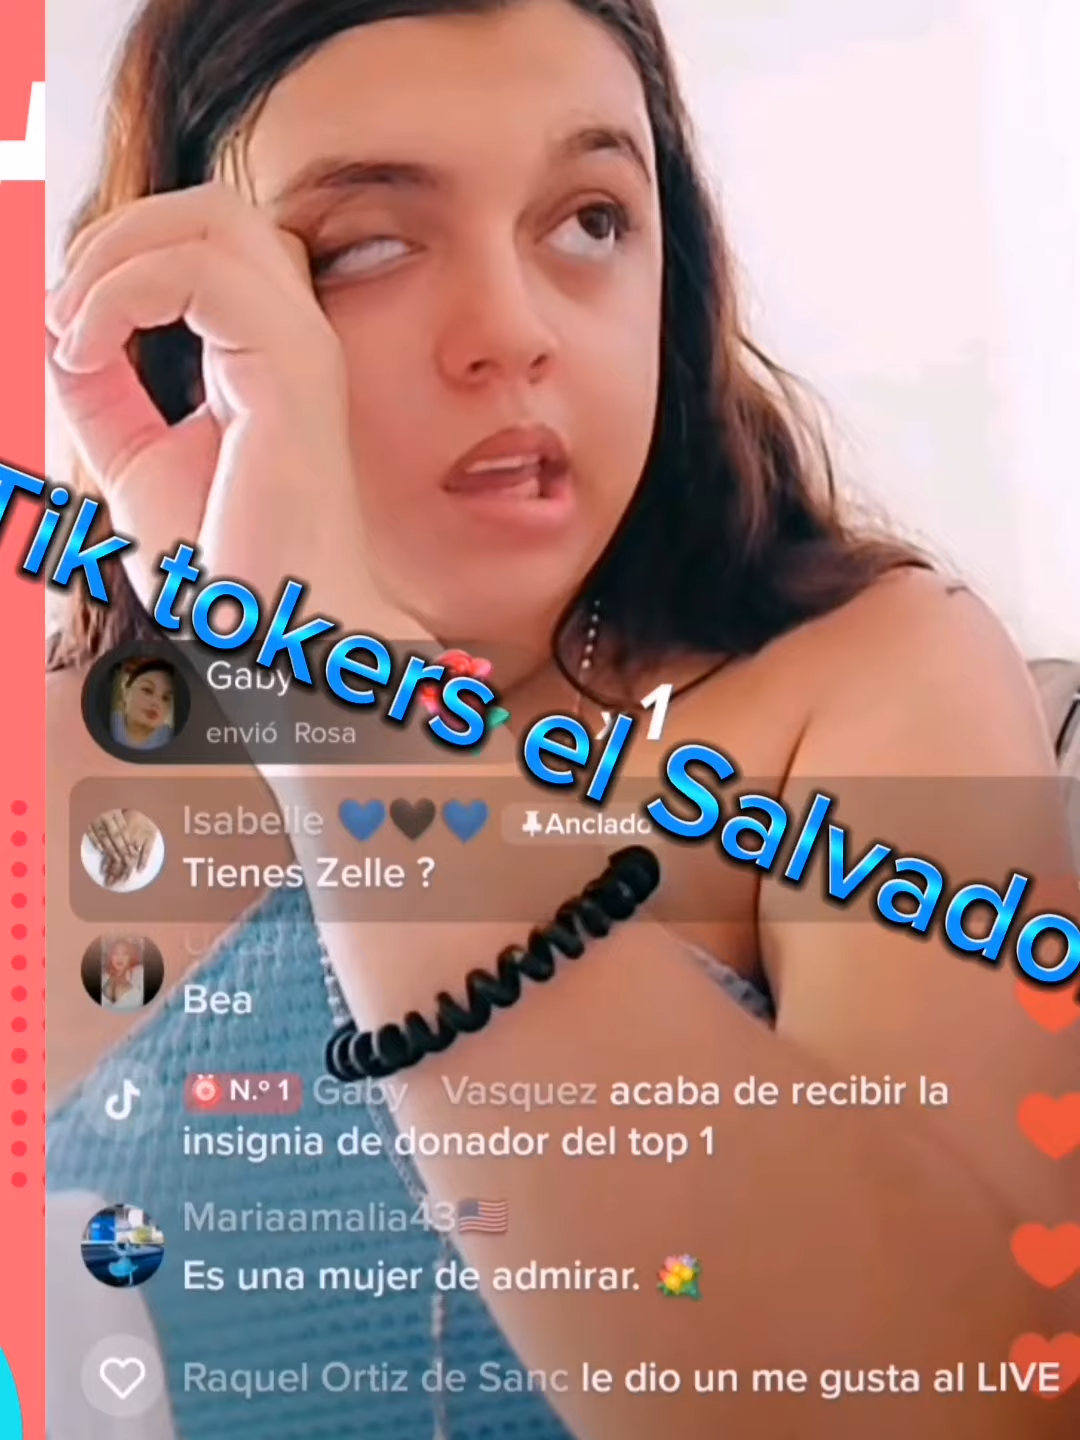 Tik tokers el Salvado
Gaby
envió Rosa
x 1
Isabelle 💙🖤💙 Anclado
Tienes Zelle ?
Bea
N.º 1 Gaby Vasquez acaba de recibir la
insignia de donador del top 1
Mariaamalia43🇺🇸
Es una mujer de admirar. 💐
Raquel Ortiz de Sanc le dio un me gusta al LIVE